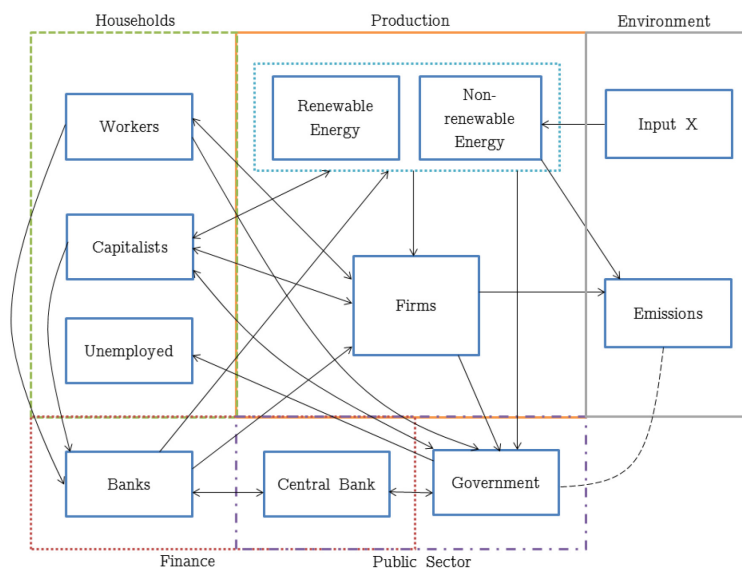 Households
Production
Environment
Renewable
Energy
Non-
renewable
Energy
Input X
Workers
Capitalists
Firms
Emissions
Unemployed
Banks
Central Bank
Government
Finance
Public Sector